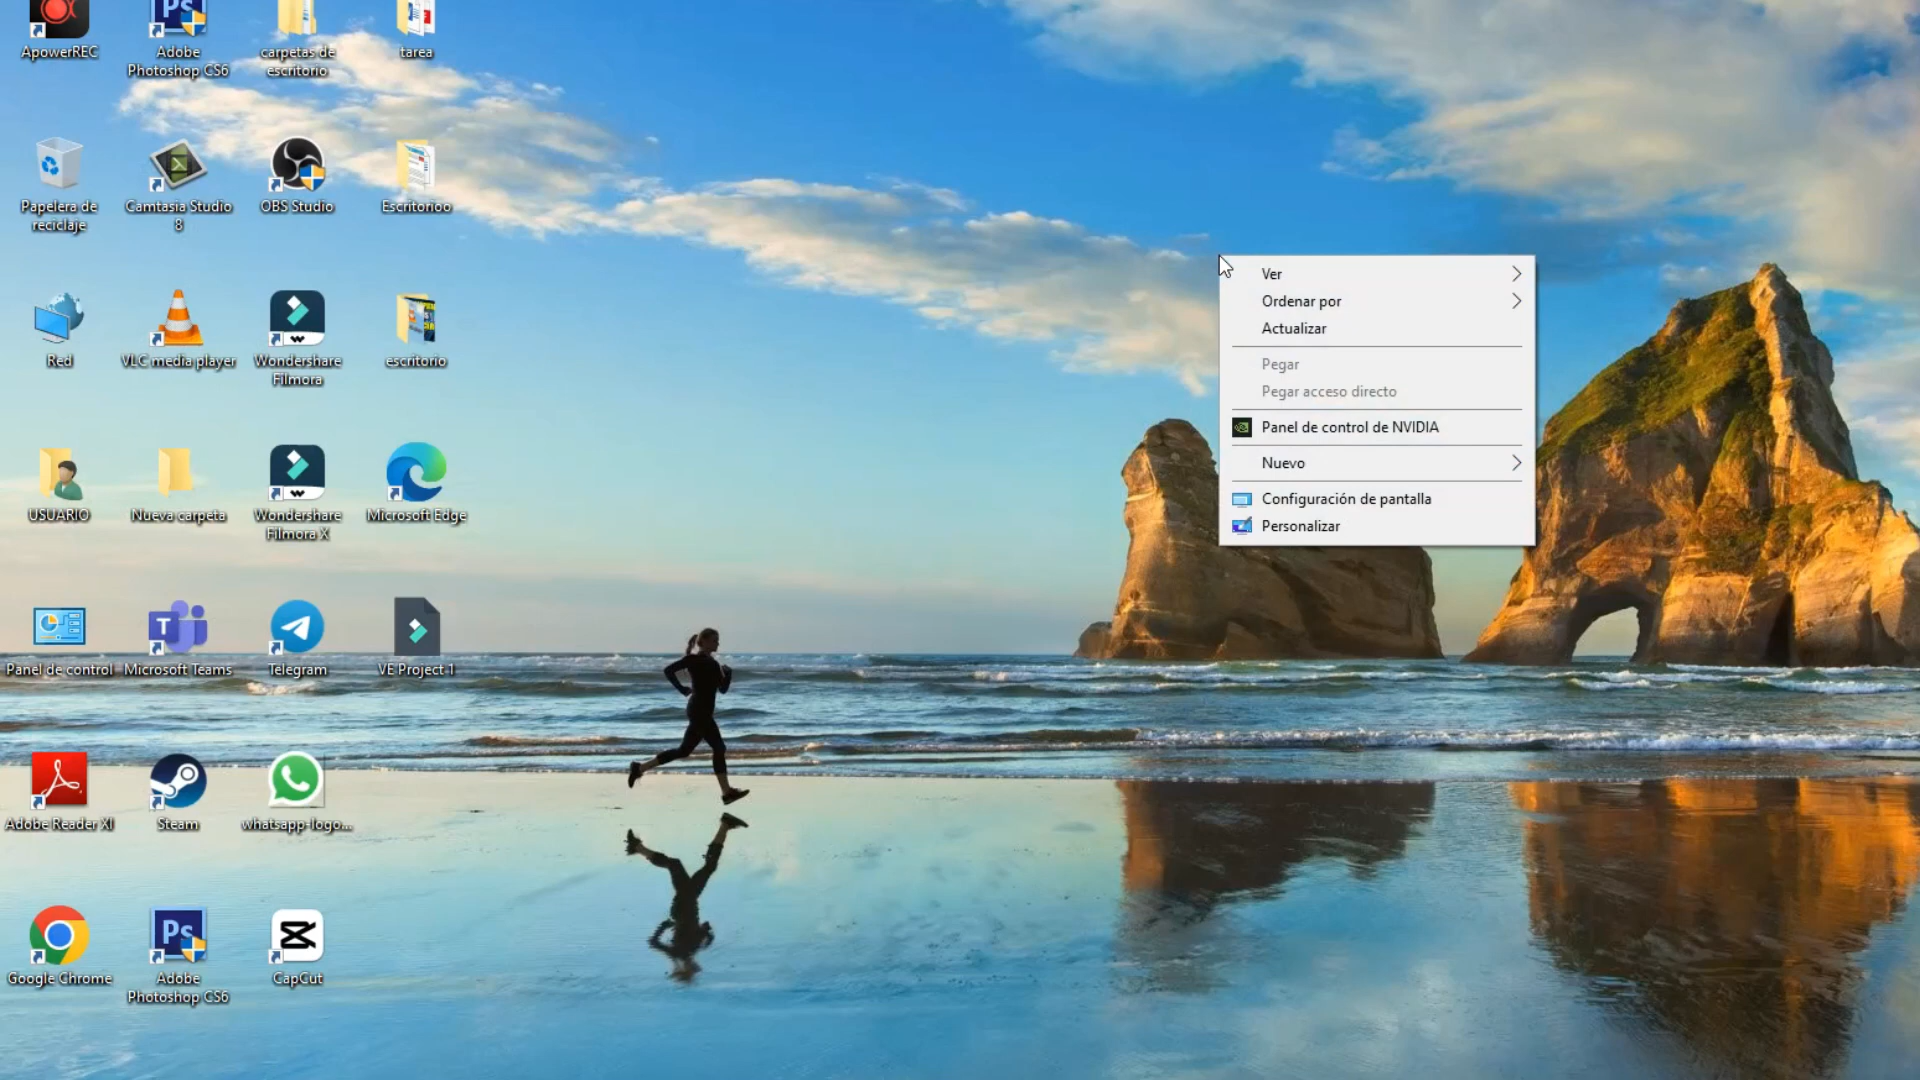 ApowerREC
Adobe
Photoshop CS6
carpetas de
escritorio
tarea
Papelera de
reciclaje
Camtasia Studio
8
OBS Studio
Escritorioo
Red
VLC media player
Wondershare
Filmora
escritorio
USUARIO
Nueva carpeta
Wondershare
Filmora X
Microsoft Edge
Panel de control
Microsoft Teams
Telegram
VE Project 1
Adobe Reader XI
Steam
whatsapp-logo...
Google Chrome
Adobe
Photoshop CS6
CapCut
Ver
Ordenar por
Actualizar
Pegar
Pegar acceso directo
Panel de control de NVIDIA
Nuevo
Configuración de pantalla
Personalizar